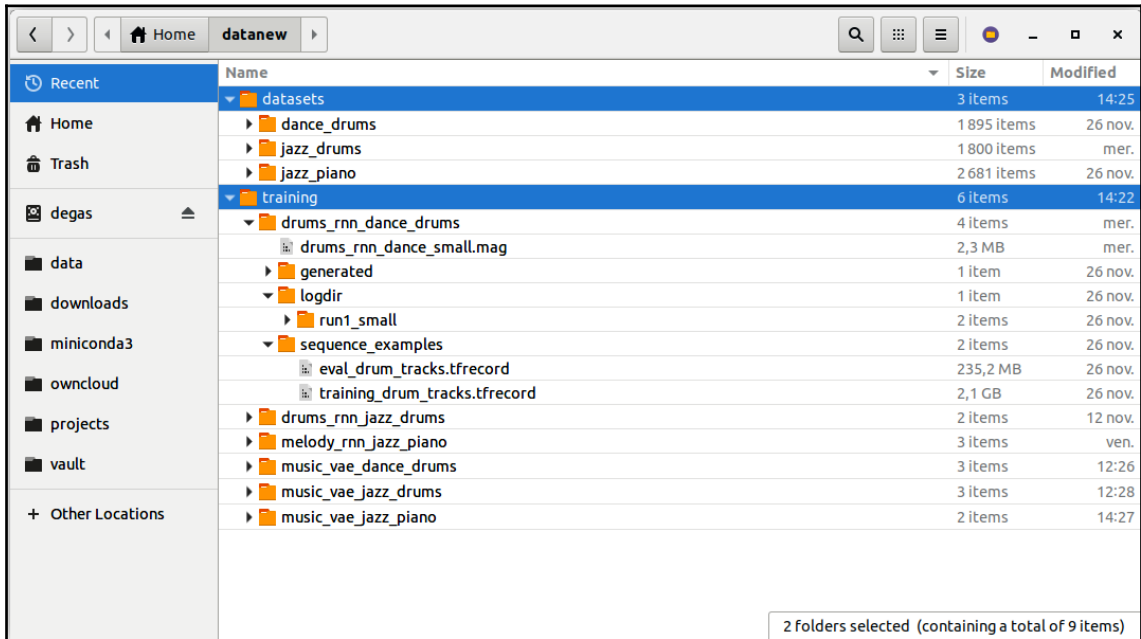 Home datanew
Name Size Modified
Recent
Home
Trash
degas
data
downloads
miniconda3
owncloud
projects
vault
+ Other Locations
datasets 3 items 14:25
dance_drums 1 895 items 26 nov.
jazz_drums 1 800 items mer.
jazz_piano 2 681 items 26 nov.
training 6 items 14:22
drums_rnn_dance_drums 4 items mer.
drums_rnn_dance_small.mag 2,3 MB mer.
generated 1 item 26 nov.
logdir 1 item 26 nov.
run1_small 2 items 26 nov.
sequence_examples 2 items 26 nov.
eval_drum_tracks.tfrecord 235,2 MB 26 nov.
training_drum_tracks.tfrecord 2,1 GB 26 nov.
drums_rnn_jazz_drums 2 items 12 nov.
melody_rnn_jazz_piano 3 items ven.
music_vae_dance_drums 3 items 12:26
music_vae_jazz_drums 3 items 12:28
music_vae_jazz_piano 2 items 14:27
2 folders selected (containing a total of 9 items)